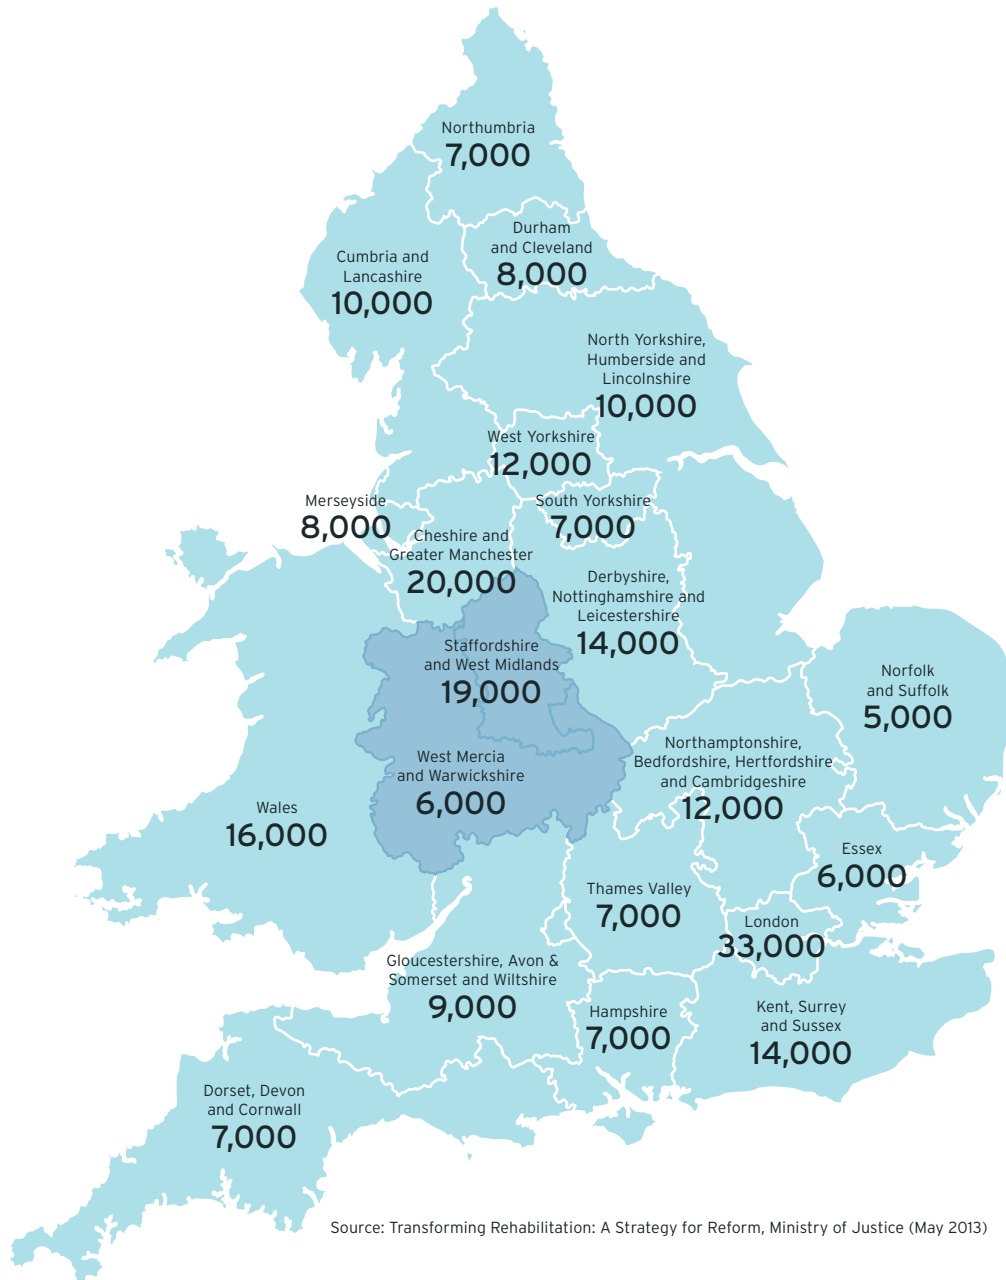 Northumbria
7,000
Durham
and Cleveland
8,000
Cumbria and
Lancashire
10,000
North Yorkshire,
Humberside and
Lincolnshire
10,000
West Yorkshire
12,000
Merseyside
8,000
South Yorkshire
7,000
Cheshire and
Greater Manchester
20,000
Derbyshire,
Nottinghamshire and
Leicestershire
14,000
Staffordshire
and West Midlands
19,000
Norfolk
and Suffolk
5,000
West Mercia
and Warwickshire
6,000
Northamptonshire,
Bedfordshire, Hertfordshire
and Cambridgeshire
12,000
Wales
16,000
Essex
6,000
Thames Valley
7,000
London
33,000
Gloucestershire, Avon &
Somerset and Wiltshire
9,000
Hampshire
7,000
Kent, Surrey
and Sussex
14,000
Dorset, Devon
and Cornwall
7,000
Source: Transforming Rehabilitation: A Strategy for Reform, Ministry of Justice (May 2013)